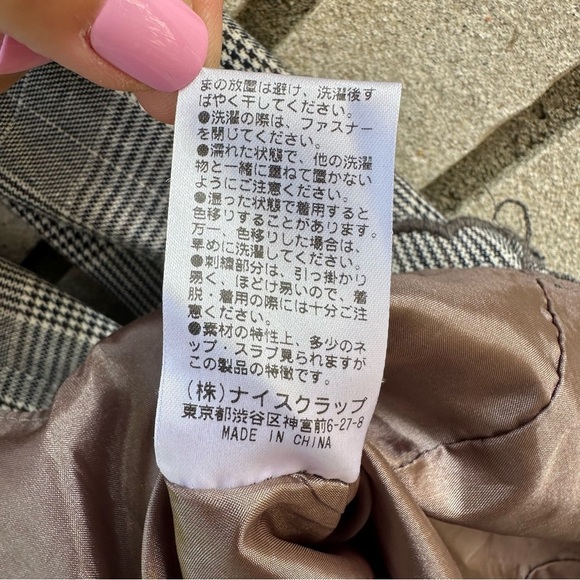 まの放置は避け、洗濯後す
ばやく干してください。
●洗濯の際は、ファスナー
を閉じてください。
●濡れた状態で、他の洗濯
物と一緒に重ねて置かない
ようにご注意ください。
●湿った状態で着用すると
色移りすることがあります。
万一、色移りした場合は、
早めに洗濯してください。
●刺繍部分は、引っ掛かり
易く、ほどけ易いので、着
脱・着用の際には十分ご注
意ください。
●素材の特性上、多少のネ
ップ・スラブ見られますが
この製品の特徴です。
(株)ナイスクラップ
東京都渋谷区神宮前6-27-8
MADE IN CHINA